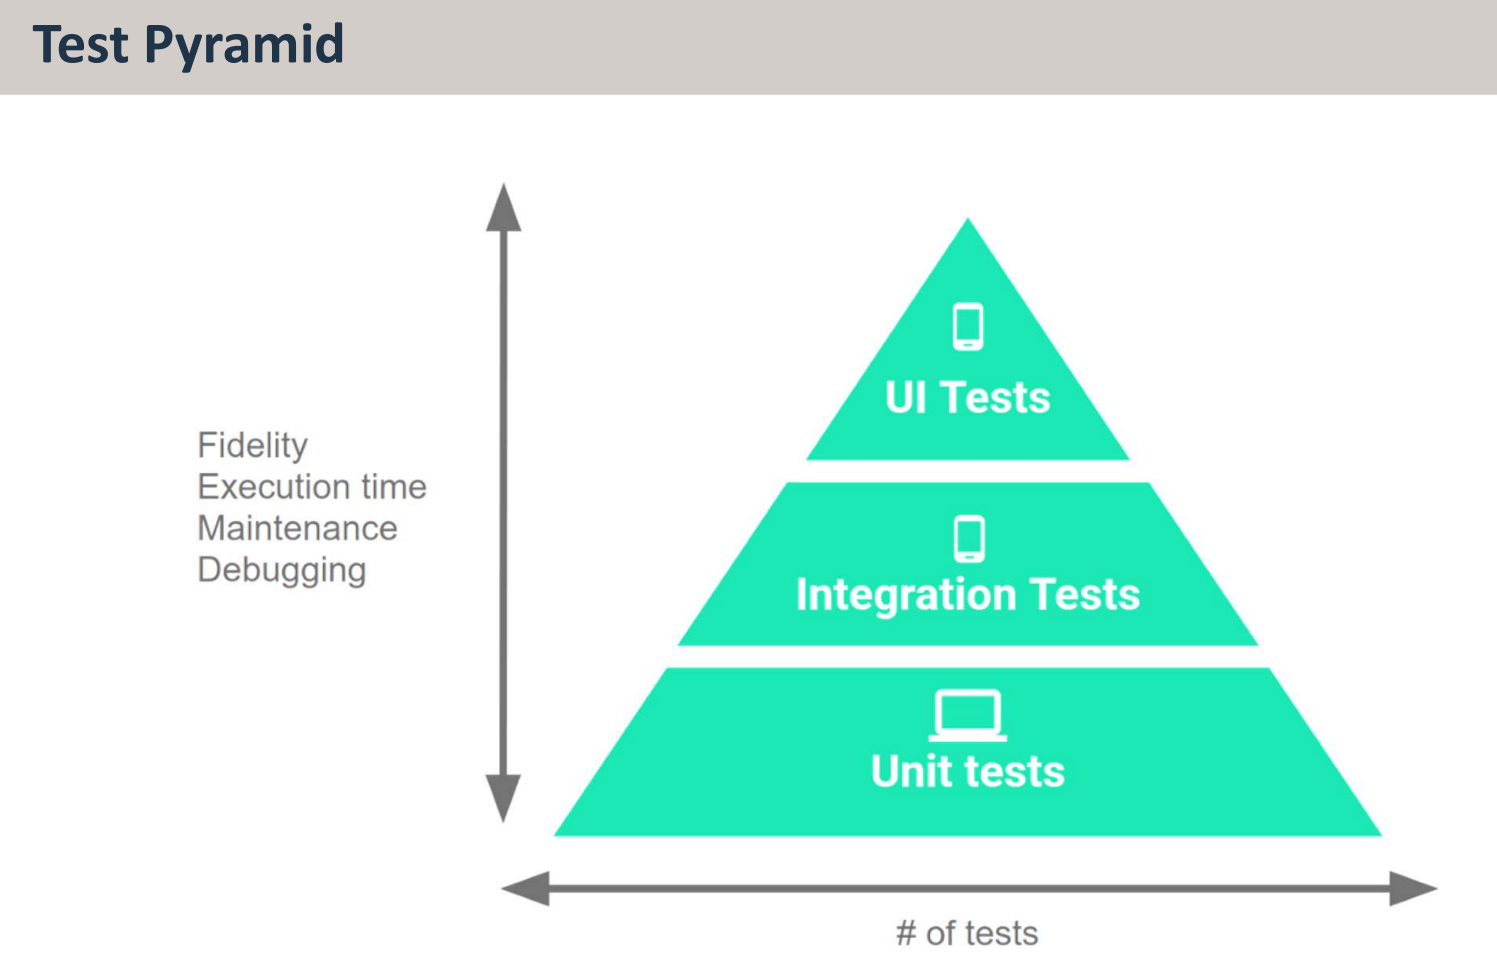 Test Pyramid
UI Tests
Fidelity
Execution time
Maintenance
Debugging
Integration Tests
Unit tests
# of tests